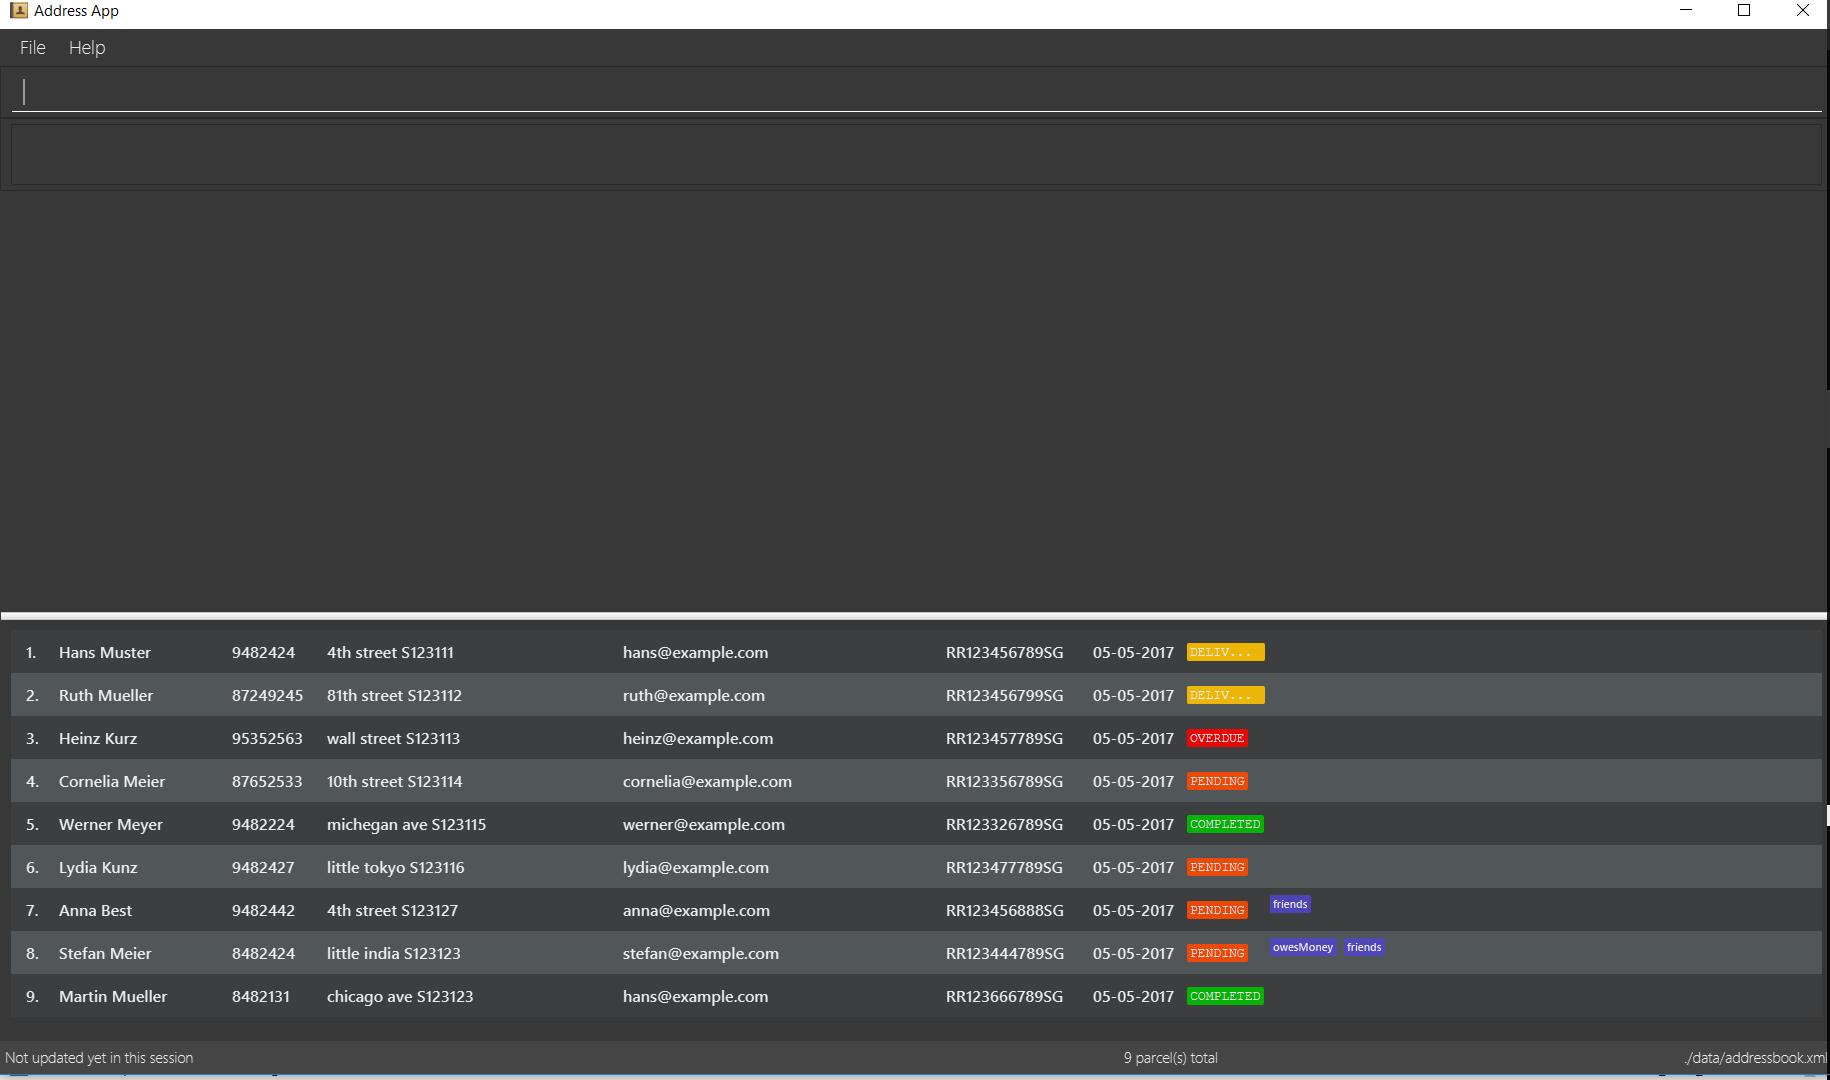 Address App
File Help
1. Hans Muster 9482424 4th street S123111 hans@example.com RR123456789SG 05-05-2017 DELIV...
2. Ruth Mueller 87249245 81th street S123112 ruth@example.com RR123456799SG 05-05-2017 DELIV...
3. Heinz Kurz 95352563 wall street S123113 heinz@example.com RR123457789SG 05-05-2017 OVERDUE
4. Cornelia Meier 87652533 10th street S123114 cornelia@example.com RR123356789SG 05-05-2017 PENDING
5. Werner Meyer 9482224 michegan ave S123115 werner@example.com RR123326789SG 05-05-2017 COMPLETED
6. Lydia Kunz 9482427 little tokyo S123116 lydia@example.com RR123477789SG 05-05-2017 PENDING
7. Anna Best 9482442 4th street S123127 anna@example.com RR123456888SG 05-05-2017 PENDING friends
8. Stefan Meier 8482424 little india S123123 stefan@example.com RR123444789SG 05-05-2017 PENDING owesMoney friends
9. Martin Mueller 8482131 chicago ave S123123 hans@example.com RR123666789SG 05-05-2017 COMPLETED
Not updated yet in this session 9 parcel(s) total ./data/addressbook.xml